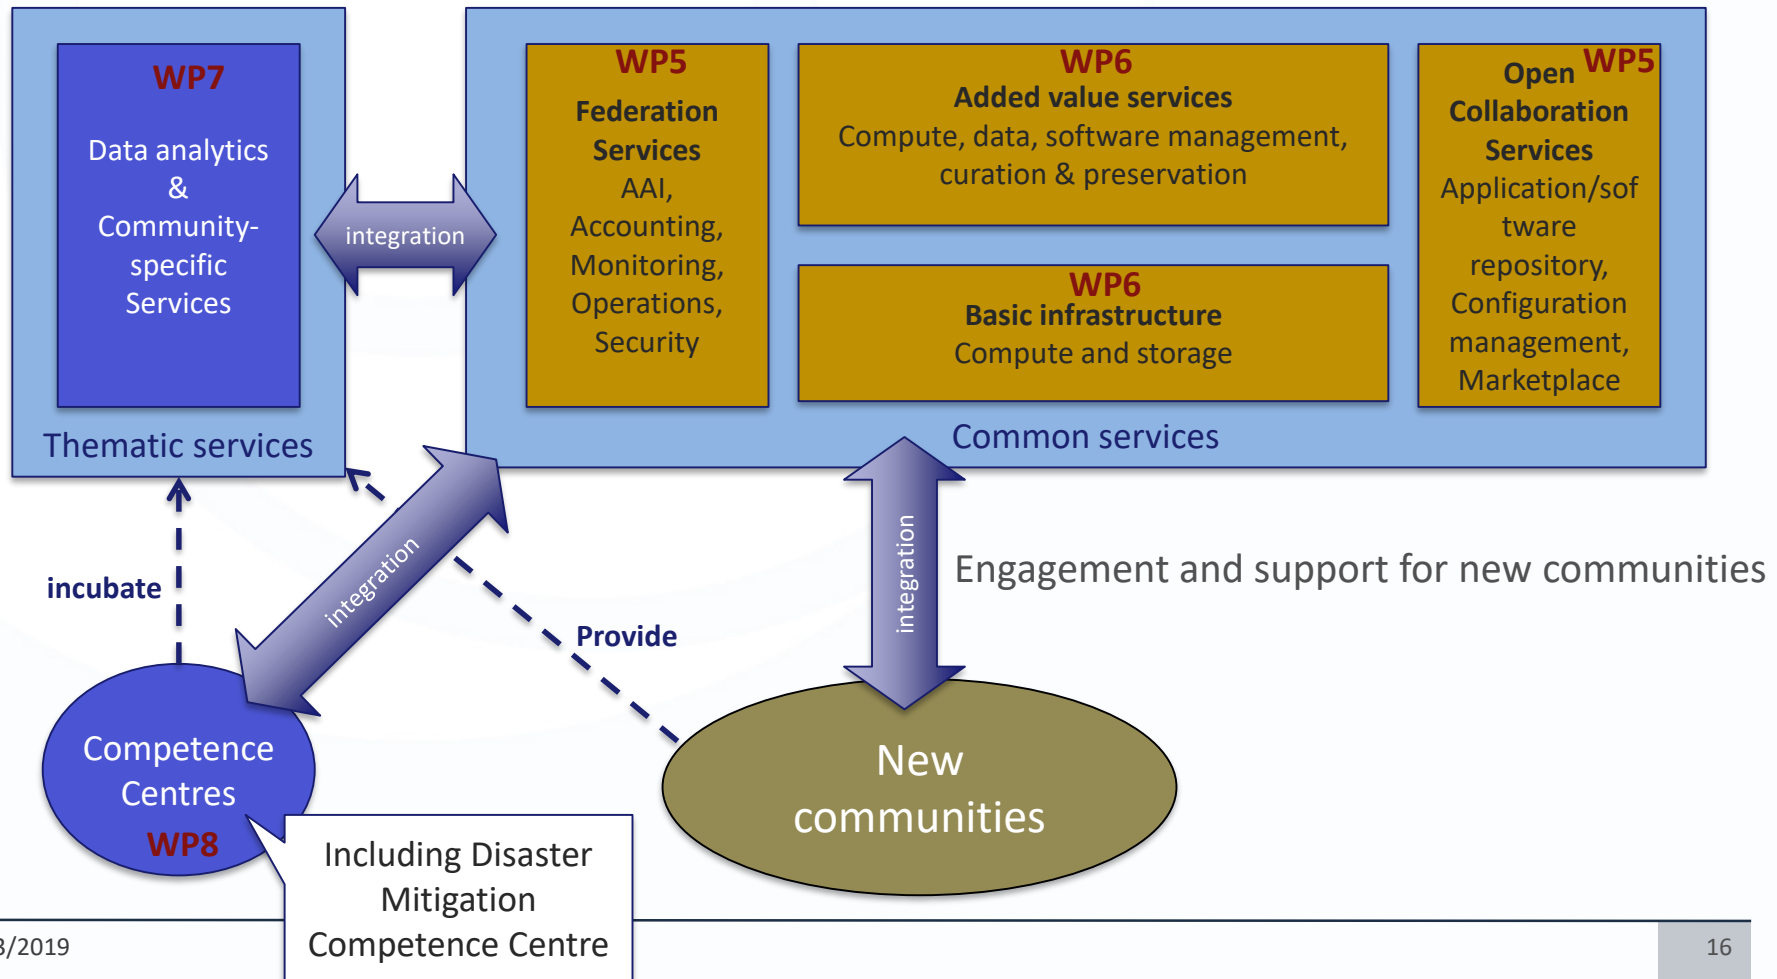 WP7
Data analytics
&
Community-
specific
Services
Thematic services
integration
WP5
Federation
Services
AAI,
Accounting,
Monitoring,
Operations,
Security
WP6
Added value services
Compute, data, software management,
curation & preservation
WP6
Basic infrastructure
Compute and storage
WP5
Open
Collaboration
Services
Application/sof
tware
repository,
Configuration
management,
Marketplace
Common services
incubate
integration
Provide
integration
Engagement and support for new communities
Competence
Centres
WP8
New
communities
Including Disaster
Mitigation
Competence Centre
3/2019
16